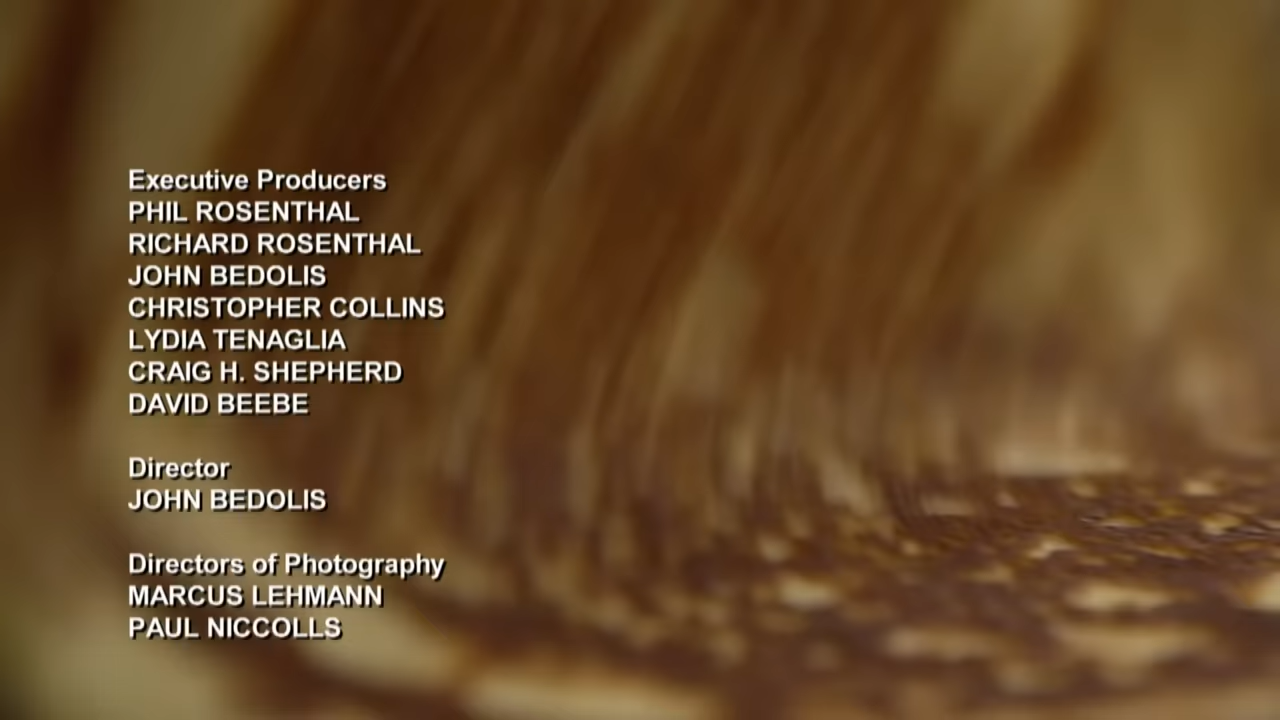 Executive Producers
PHIL ROSENTHAL
RICHARD ROSENTHAL
JOHN BEDOLIS
CHRISTOPHER COLLINS
LYDIA TENAGLIA
CRAIG H. SHEPHERD
DAVID BEEBE
Director
JOHN BEDOLIS
Directors of Photography
MARCUS LEHMANN
PAUL NICCOLLS